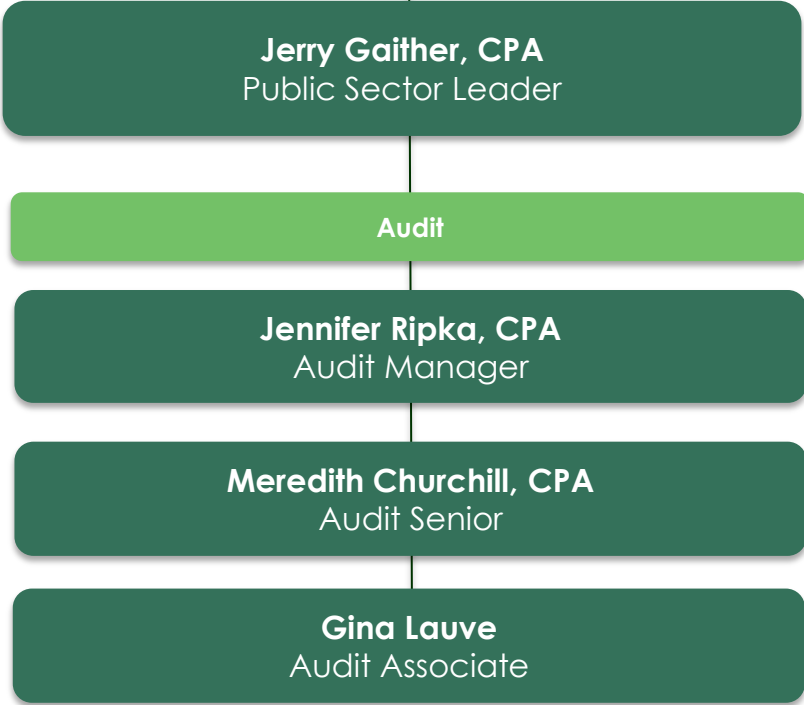 Jerry Gaither, CPA
Public Sector Leader
Audit
Jennifer Ripka, CPA
Audit Manager
Meredith Churchill, CPA
Audit Senior
Gina Lauve
Audit Associate